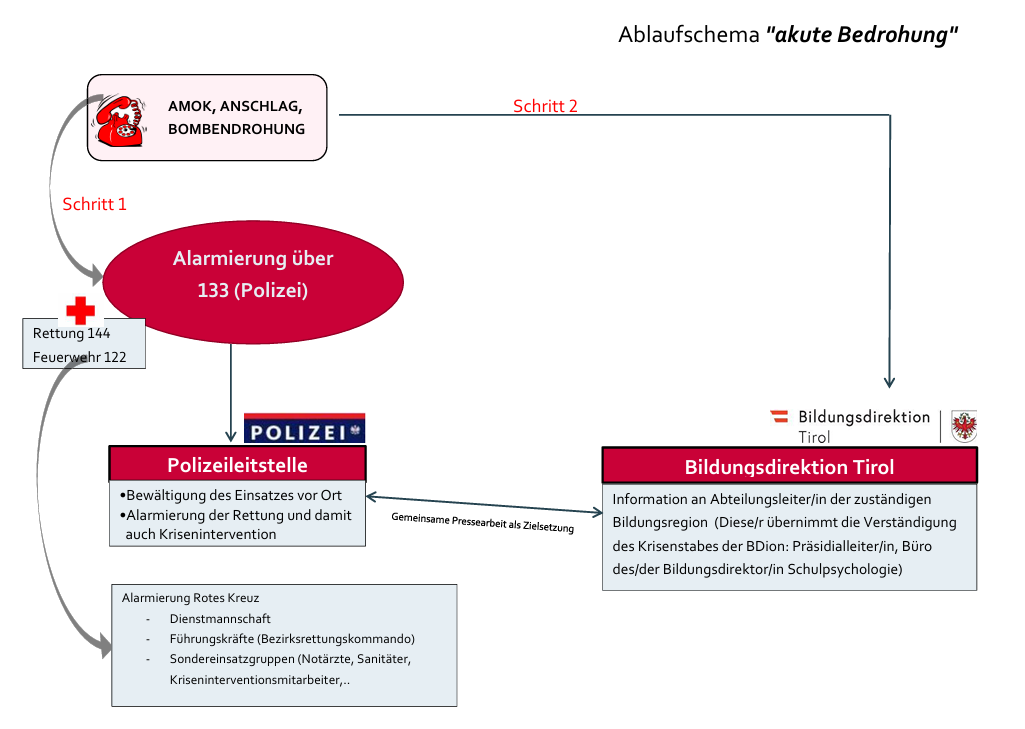 Ablaufschema "akute Bedrohung"
AMOK, ANSCHLAG,
BOMBENDROHUNG
Schritt 2
Schritt 1
Alarmierung über
133 (Polizei)
Rettung 144
Feuerwehr 122
POLIZEI
Bildungsdirektion
Tirol
Polizeileitstelle
•Bewältigung des Einsatzes vor Ort
•Alarmierung der Rettung und damit
auch Krisenintervention
Gemeinsame Pressearbeit als Zielsetzung
Bildungsdirektion Tirol
Information an Abteilungsleiter/in der zuständigen
Bildungsregion (Diese/r übernimmt die Verständigung
des Krisenstabes der BDion: Präsidialleiter/in, Büro
des/der Bildungsdirektor/in Schulpsychologie)
Alarmierung Rotes Kreuz
- Dienstmannschaft
- Führungskräfte (Bezirksrettungskommando)
- Sondereinsatzgruppen (Notärzte, Sanitäter,
Kriseninterventionsmitarbeiter,..